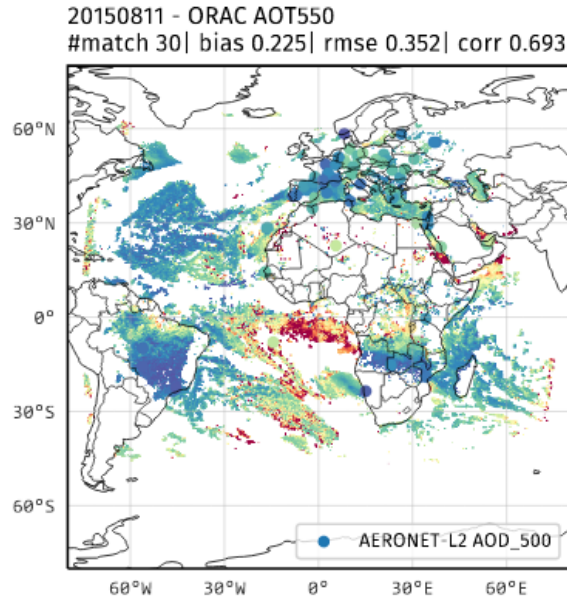 20150811 - ORAC AOT550
#match 30| bias 0.225| rmse 0.352| corr 0.693
60°N
30°N
0°
30°S
60°S
AERONET-L2 AOD_500
60°W 30°W 0° 30°E 60°E